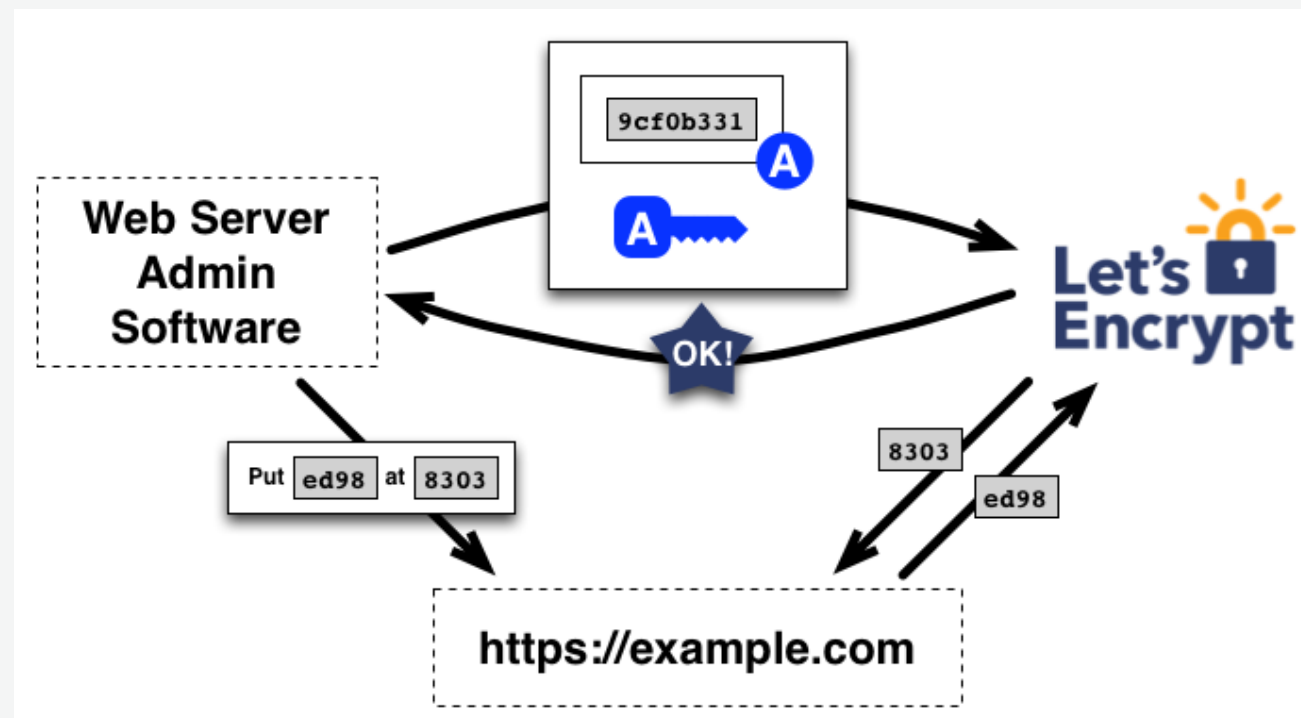 9cf0b331
A
A
Web Server
Admin
Software
Let's
Encrypt
OK!
Put ed98 at 8303
8303
ed98
https://example.com